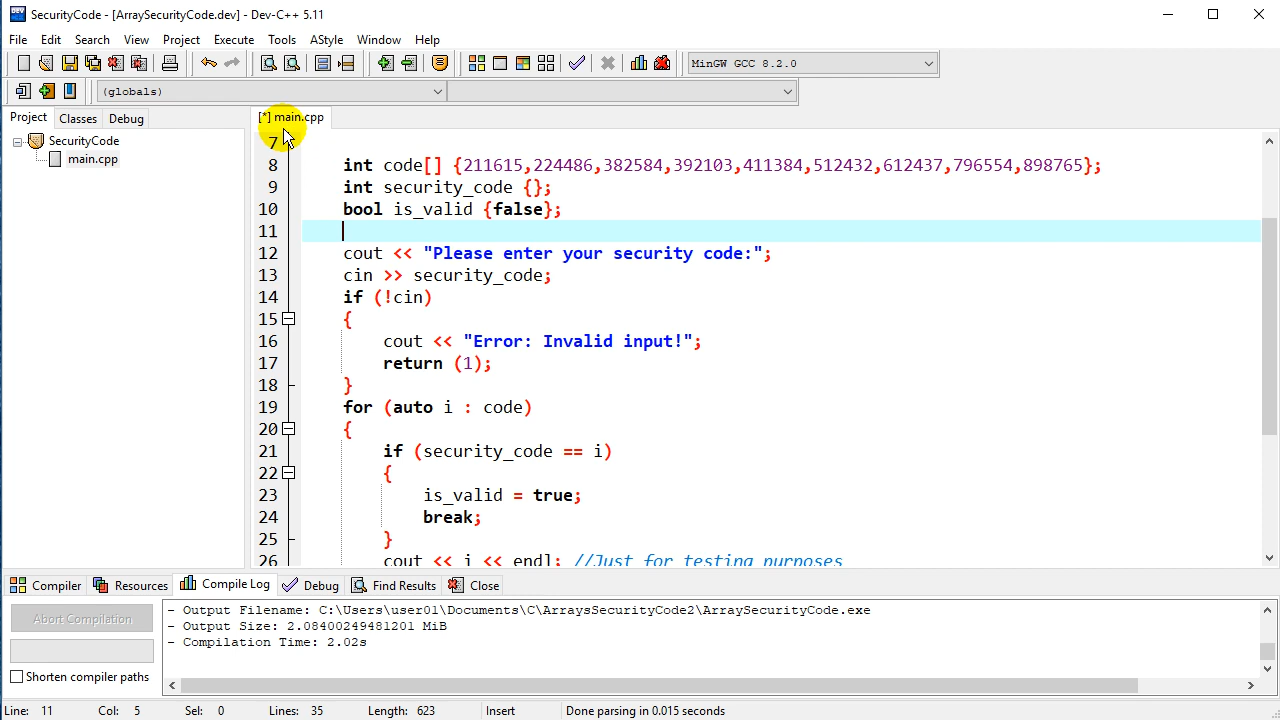 SecurityCode - [ArraySecurityCode.dev] - Dev-C++ 5.11
File Edit Search View Project Execute Tools AStyle Window Help
MinGW GCC 8.2.0
(globals)
Project Classes Debug
[*] main.cpp
SecurityCode
main.cpp
7
8 int code[] {211615,224486,382584,392103,411384,512432,612437,796554,898765};
9 int security_code {};
10 bool is_valid {false};
11
12 cout << "Please enter your security code:";
13 cin >> security_code;
14 if (!cin)
15 {
16 cout << "Error: Invalid input!";
17 return (1);
18 }
19 for (auto i : code)
20 {
21 if (security_code == i)
22 {
23 is_valid = true;
24 break;
25 }
26 cout << i << endl; //Just for testing purposes
Compiler Resources Compile Log Debug Find Results Close
Abort Compilation
Shorten compiler paths
- Output Filename: C:\Users\user01\Documents\C\ArraysSecurityCode2\ArraySecurityCode.exe
- Output Size: 2.08400249481201 MiB
- Compilation Time: 2.02s
Line: 11 Col: 5 Sel: 0 Lines: 35 Length: 623 Insert Done parsing in 0.015 seconds